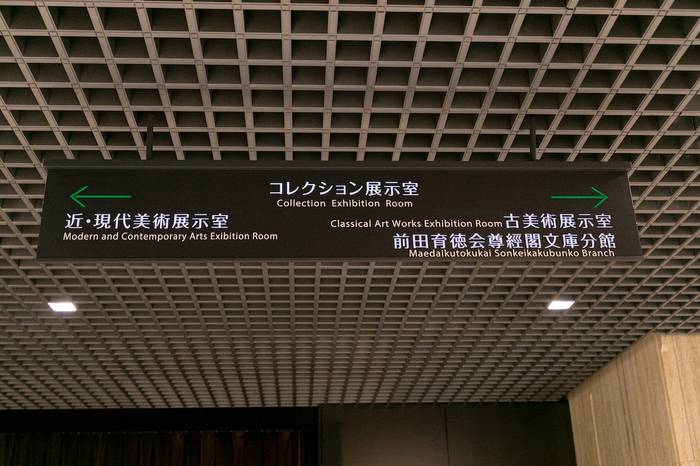 コレクション展示室
Collection Exhibition Room
近・現代美術展示室
Modern and Contemporary Arts Exibition Room
Classical Art Works Exhibition Room 古美術展示室
前田育徳会尊經閣文庫分館
Maedaikutokukai Sonkeikakubunko Branch